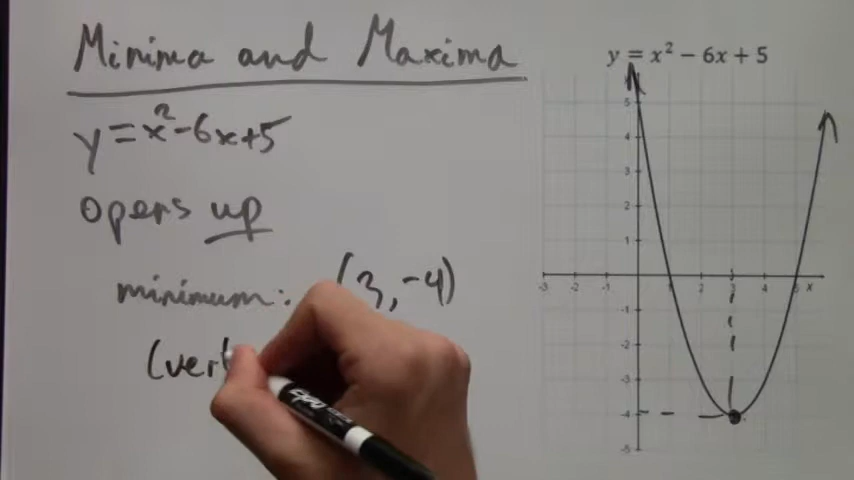 Minima and Maxima
y = x² - 6x + 5
y = x² - 6x + 5
opens up
minimum: (3, -4)
(vert
EXPO
5
4
3
2
1
-3 -2 -1 1 2 3 4 5 x
-1
-2
-3
-4
-5